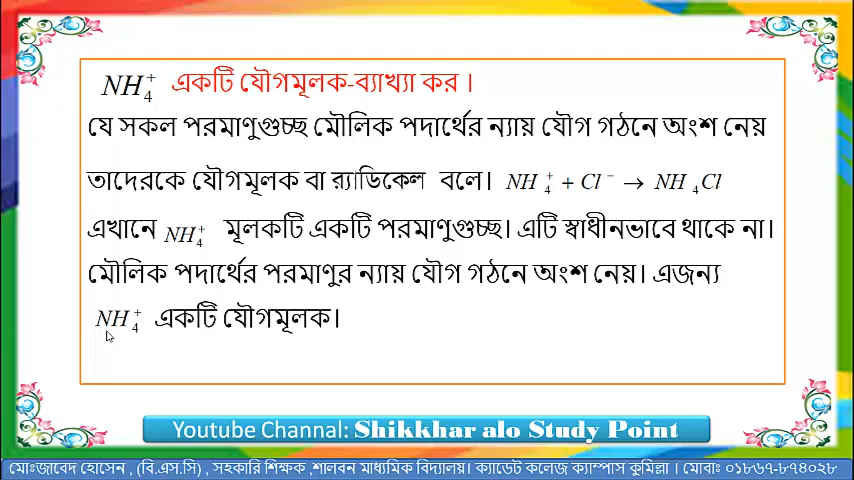 NH₄⁺ একটি যৌগমূলক-ব্যাখ্যা কর ।
যে সকল পরমাণুগুচ্ছ মৌলিক পদার্থের ন্যায় যৌগ গঠনে অংশ নেয়
তাদেরকে যৌগমূলক বা র‍্যাডিকেল বলে। NH₄⁺ + Cl⁻ → NH₄Cl
এখানে NH₄⁺ মূলকটি একটি পরমাণুগুচ্ছ। এটি স্বাধীনভাবে থাকে না।
মৌলিক পদার্থের পরমাণুর ন্যায় যৌগ গঠনে অংশ নেয়। এজন্য
NH₄⁺ একটি যৌগমূলক।
Youtube Channal: Shikkhar alo Study Point
মোঃজাবেদ হোসেন , (বি.এস.সি) , সহকারি শিক্ষক ,শালবন মাধ্যমিক বিদ্যালয়। ক্যাডেট কলেজ ক্যাম্পাস কুমিল্লা । মোবাঃ ০১৮৬৭-৮৭৪০২৮